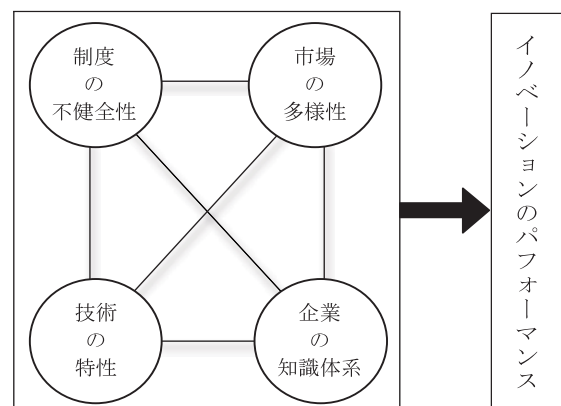 制度
の
不健全性
市場
の
多様性
技術
の
特性
企業
の
知識体系
イノベーションのパフォーマンス